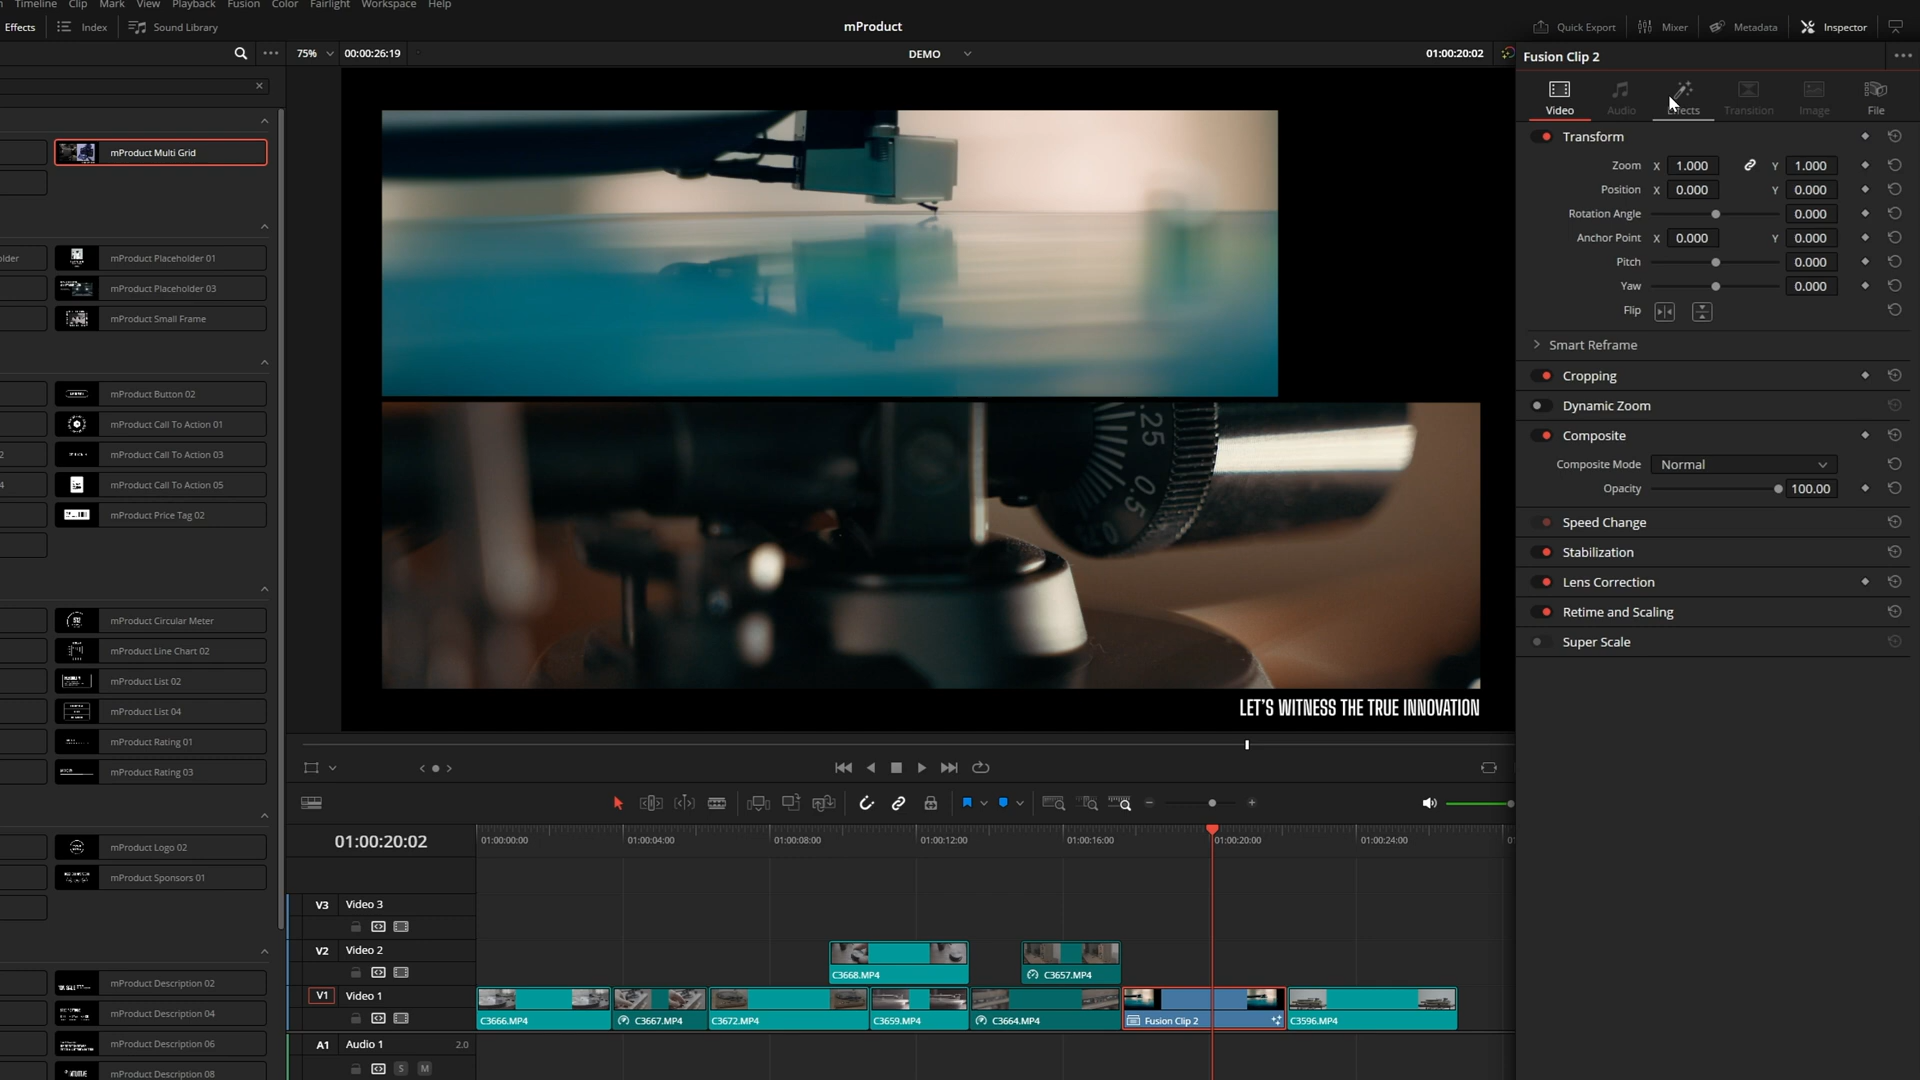 Timeline Clip Mark View Playback Fusion Color Fairlight Workspace Help
Effects Index Sound Library mProduct Quick Export Mixer Metadata Inspector
75% 00:00:26:19 DEMO 01:00:20:02 Fusion Clip 2
Video Audio Effects Transition Image File
Transform
Zoom X 1.000 Y 1.000
Position X 0.000 Y 0.000
Rotation Angle 0.000
Anchor Point X 0.000 Y 0.000
Pitch 0.000
Yaw 0.000
Flip
Smart Reframe
Cropping
Dynamic Zoom
Composite
Composite Mode Normal
Opacity 100.00
Speed Change
Stabilization
Lens Correction
Retime and Scaling
Super Scale
mProduct Multi Grid
older mProduct Placeholder 01
mProduct Placeholder 03
mProduct Small Frame
mProduct Button 02
mProduct Call To Action 01
2 mProduct Call To Action 03
4 mProduct Call To Action 05
mProduct Price Tag 02
mProduct Circular Meter
mProduct Line Chart 02
mProduct List 02
mProduct List 04
mProduct Rating 01
mProduct Rating 03
mProduct Logo 02
mProduct Sponsors 01
mProduct Description 02
mProduct Description 04
mProduct Description 06
mProduct Description 08
.25
0.5
0
LET'S WITNESS THE TRUE INNOVATION
01:00:20:02 01:00:00:00 01:00:04:00 01:00:08:00 01:00:12:00 01:00:16:00 01:00:20:00 01:00:24:00
V3 Video 3
V2 Video 2
C3668.MP4 C3657.MP4
V1 Video 1
C3666.MP4 C3667.MP4 C3672.MP4 C3659.MP4 C3664.MP4 Fusion Clip 2 C3596.MP4
A1 Audio 1 2.0
S M